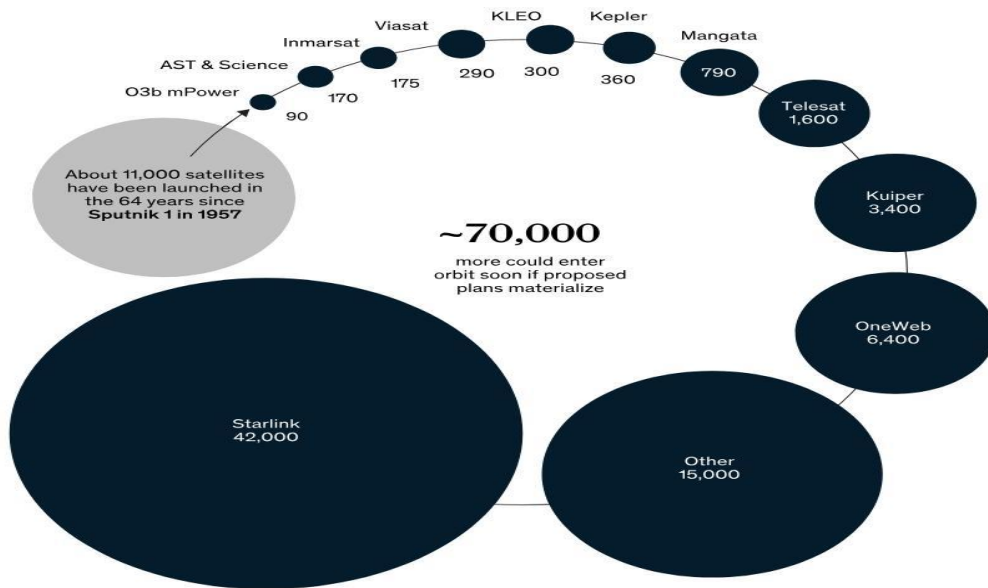 O3b mPower
90
AST & Science
170
Inmarsat
175
Viasat
290
KLEO
300
Kepler
360
Mangata
790
Telesat
1,600
Kuiper
3,400
OneWeb
6,400
Other
15,000
Starlink
42,000
About 11,000 satellites
have been launched in
the 64 years since
Sputnik 1 in 1957
~70,000
more could enter
orbit soon if proposed
plans materialize